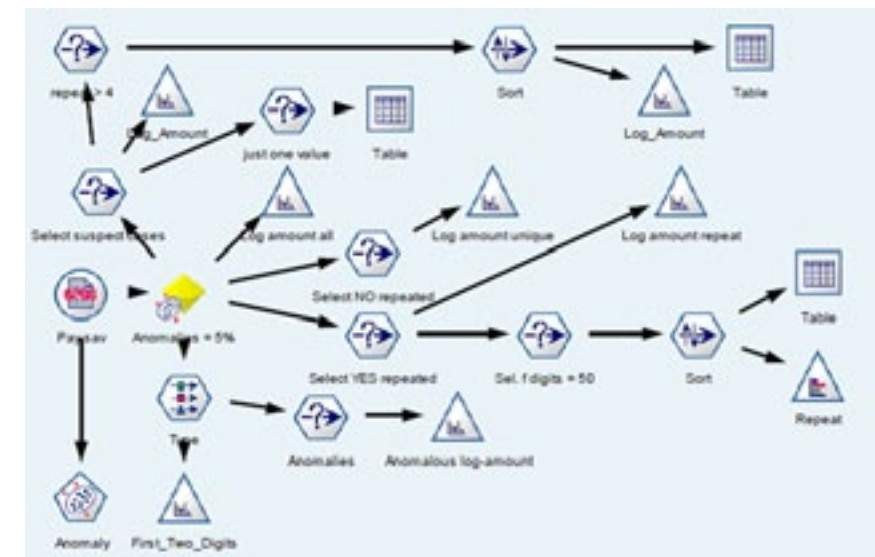 repeat > 4
Sort
Table
Log_Amount
Log_Amount
just one value
Table
Select suspect cases
Log amount all
Log amount unique
Log amount repeat
Select NO repeated
Anomalies = 5%
Table
Select YES repeated
Sel. f digits = 50
Sort
Repeat
Type
Anomalies
Anomalous log-amount
Anomaly
First_Two_Digits